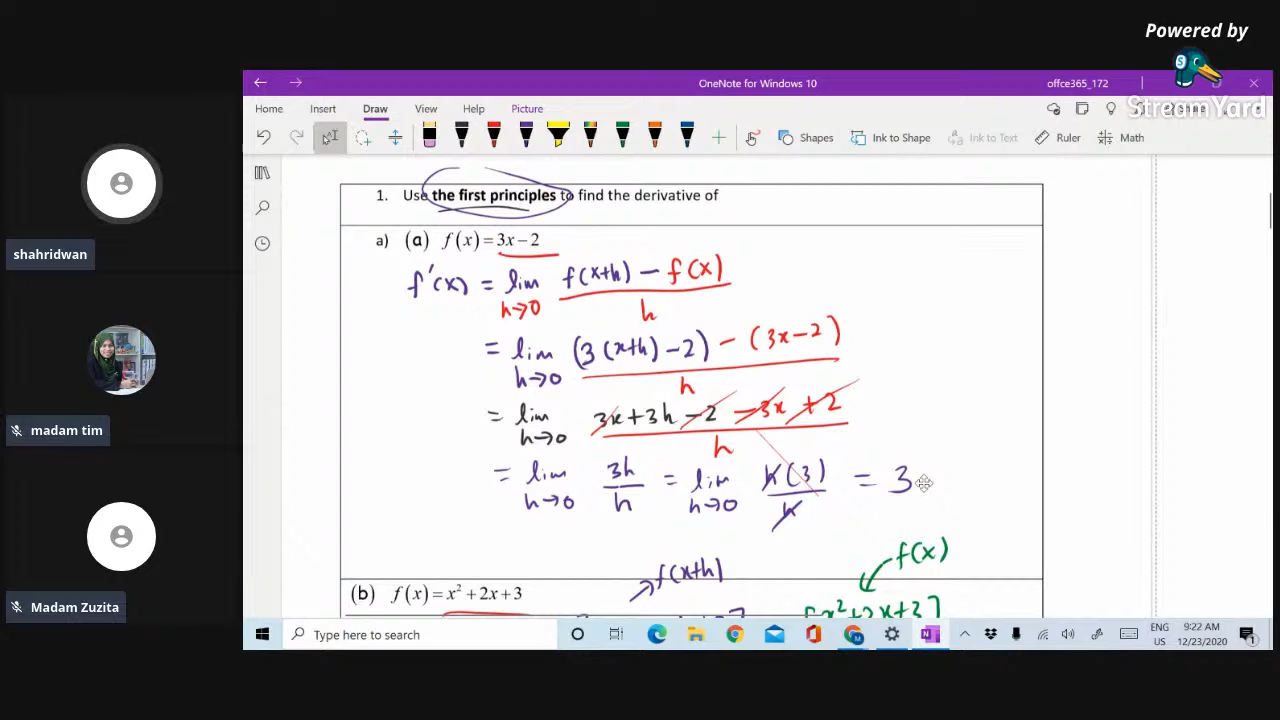 Powered by
StreamYard
OneNote for Windows 10
offce365_172
Home Insert Draw View Help Picture
Shapes Ink to Shape Ink to Text Ruler Math
1. Use the first principles to find the derivative of
a) (a) f(x) = 3x − 2
f'(x) = lim h→0 f(x+h) − f(x) / h
= lim h→0 (3(x+h) − 2) − (3x − 2) / h
= lim h→0 3x + 3h − 2 − 3x + 2 / h
= lim h→0 3h / h = lim h→0 h(3) / h = 3
f(x+h)
f(x)
(b) f(x) = x² + 2x + 3
shahridwan
madam tim
Madam Zuzita
Type here to search
ENG
US
9:22 AM
12/23/2020